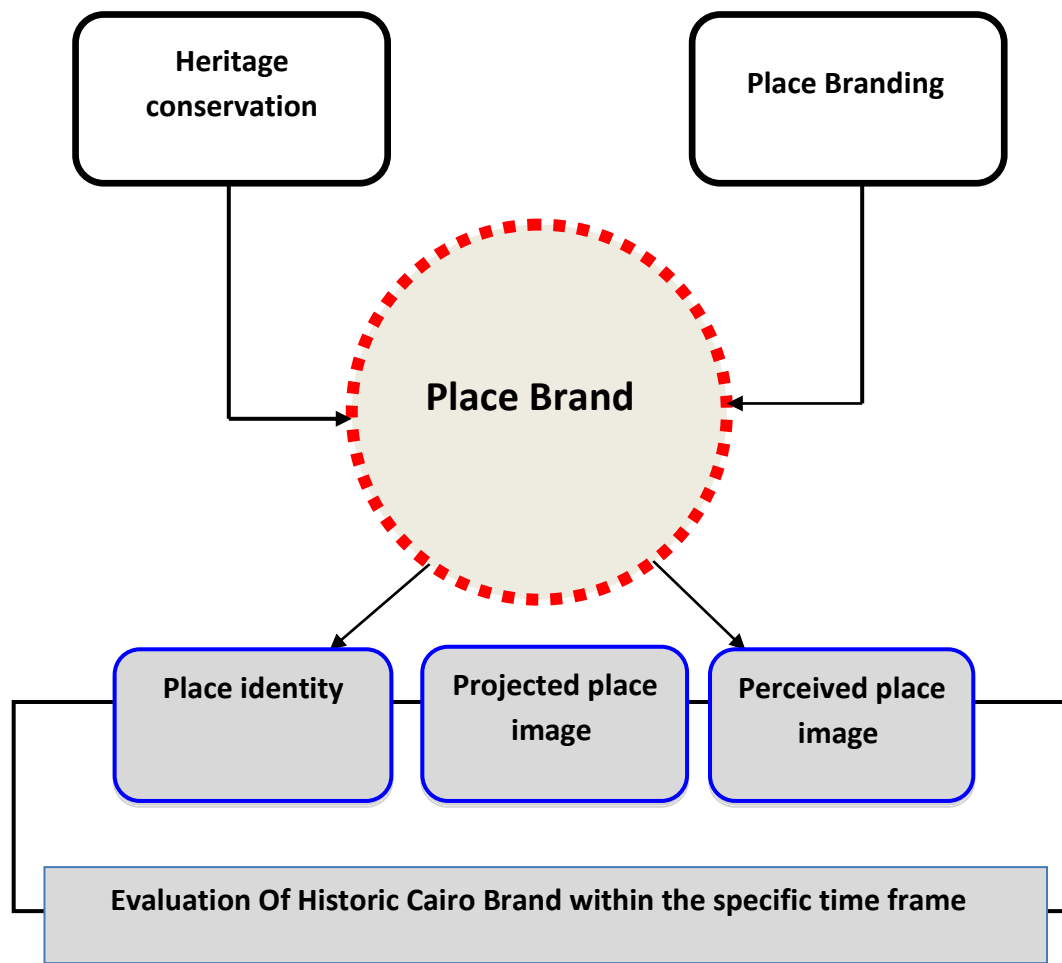 Heritage
conservation
Place Branding
Place Brand
Place identity
Projected place
image
Perceived place
image
Evaluation Of Historic Cairo Brand within the specific time frame